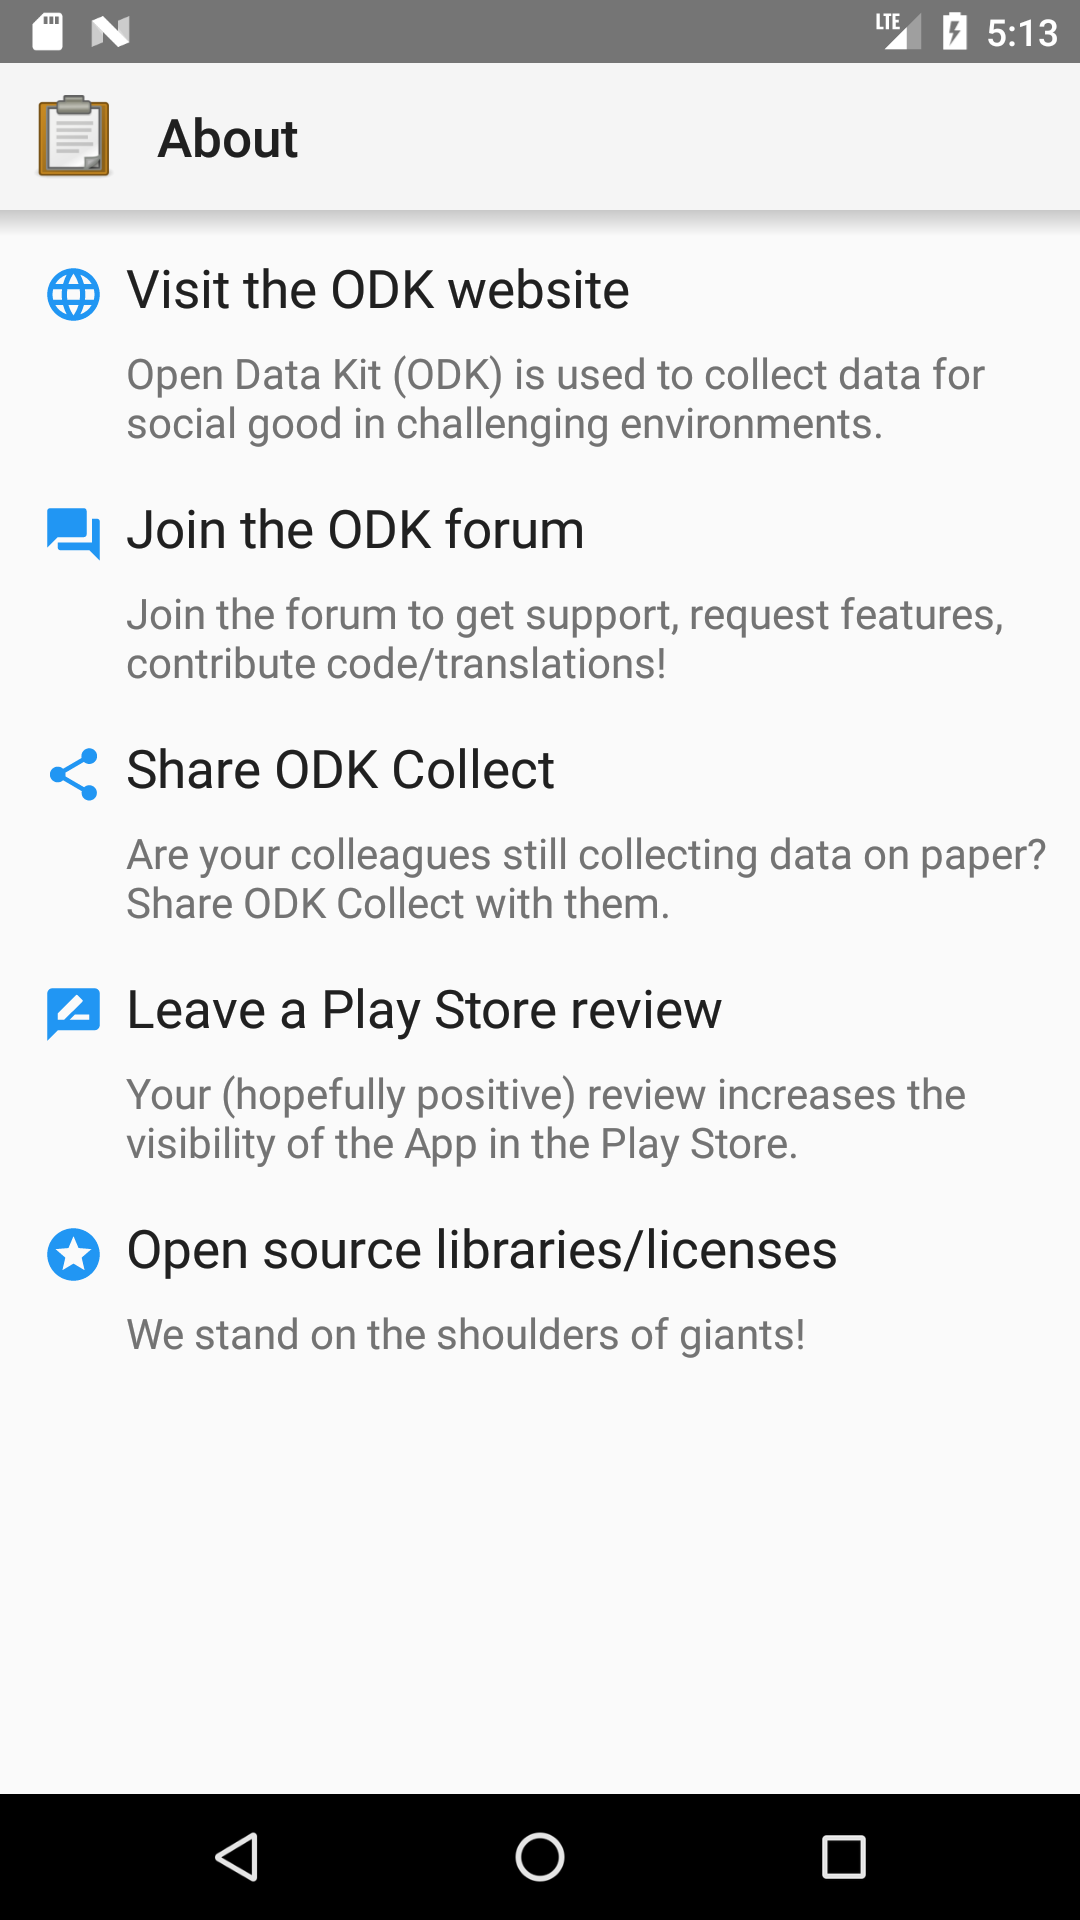 LTE 5:13
About
Visit the ODK website
Open Data Kit (ODK) is used to collect data for
social good in challenging environments.
Join the ODK forum
Join the forum to get support, request features,
contribute code/translations!
Share ODK Collect
Are your colleagues still collecting data on paper?
Share ODK Collect with them.
Leave a Play Store review
Your (hopefully positive) review increases the
visibility of the App in the Play Store.
Open source libraries/licenses
We stand on the shoulders of giants!